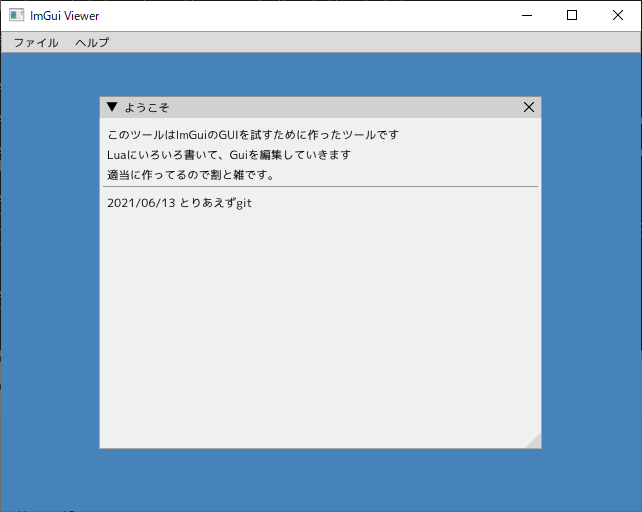 ImGui Viewer
ファイル ヘルプ
ようこそ
このツールはImGuiのGUIを試すために作ったツールです
Luaにいろいろ書いて、Guiを編集していきます
適当に作ってるので割と雑です。
2021/06/13 とりあえずgit